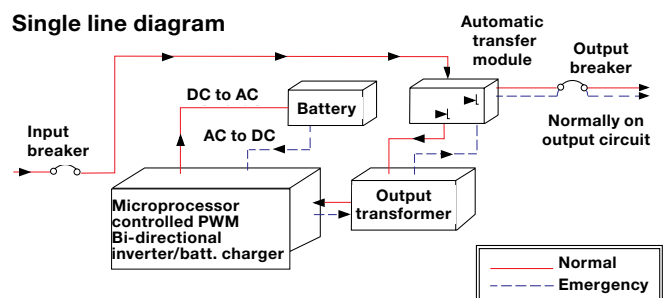 Single line diagram
Automatic
transfer
module
Output
breaker
DC to AC
Battery
Normally on
output circuit
Input
breaker
AC to DC
Microprocessor
controlled PWM
Bi-directional
inverter/batt. charger
Output
transformer
Normal
Emergency